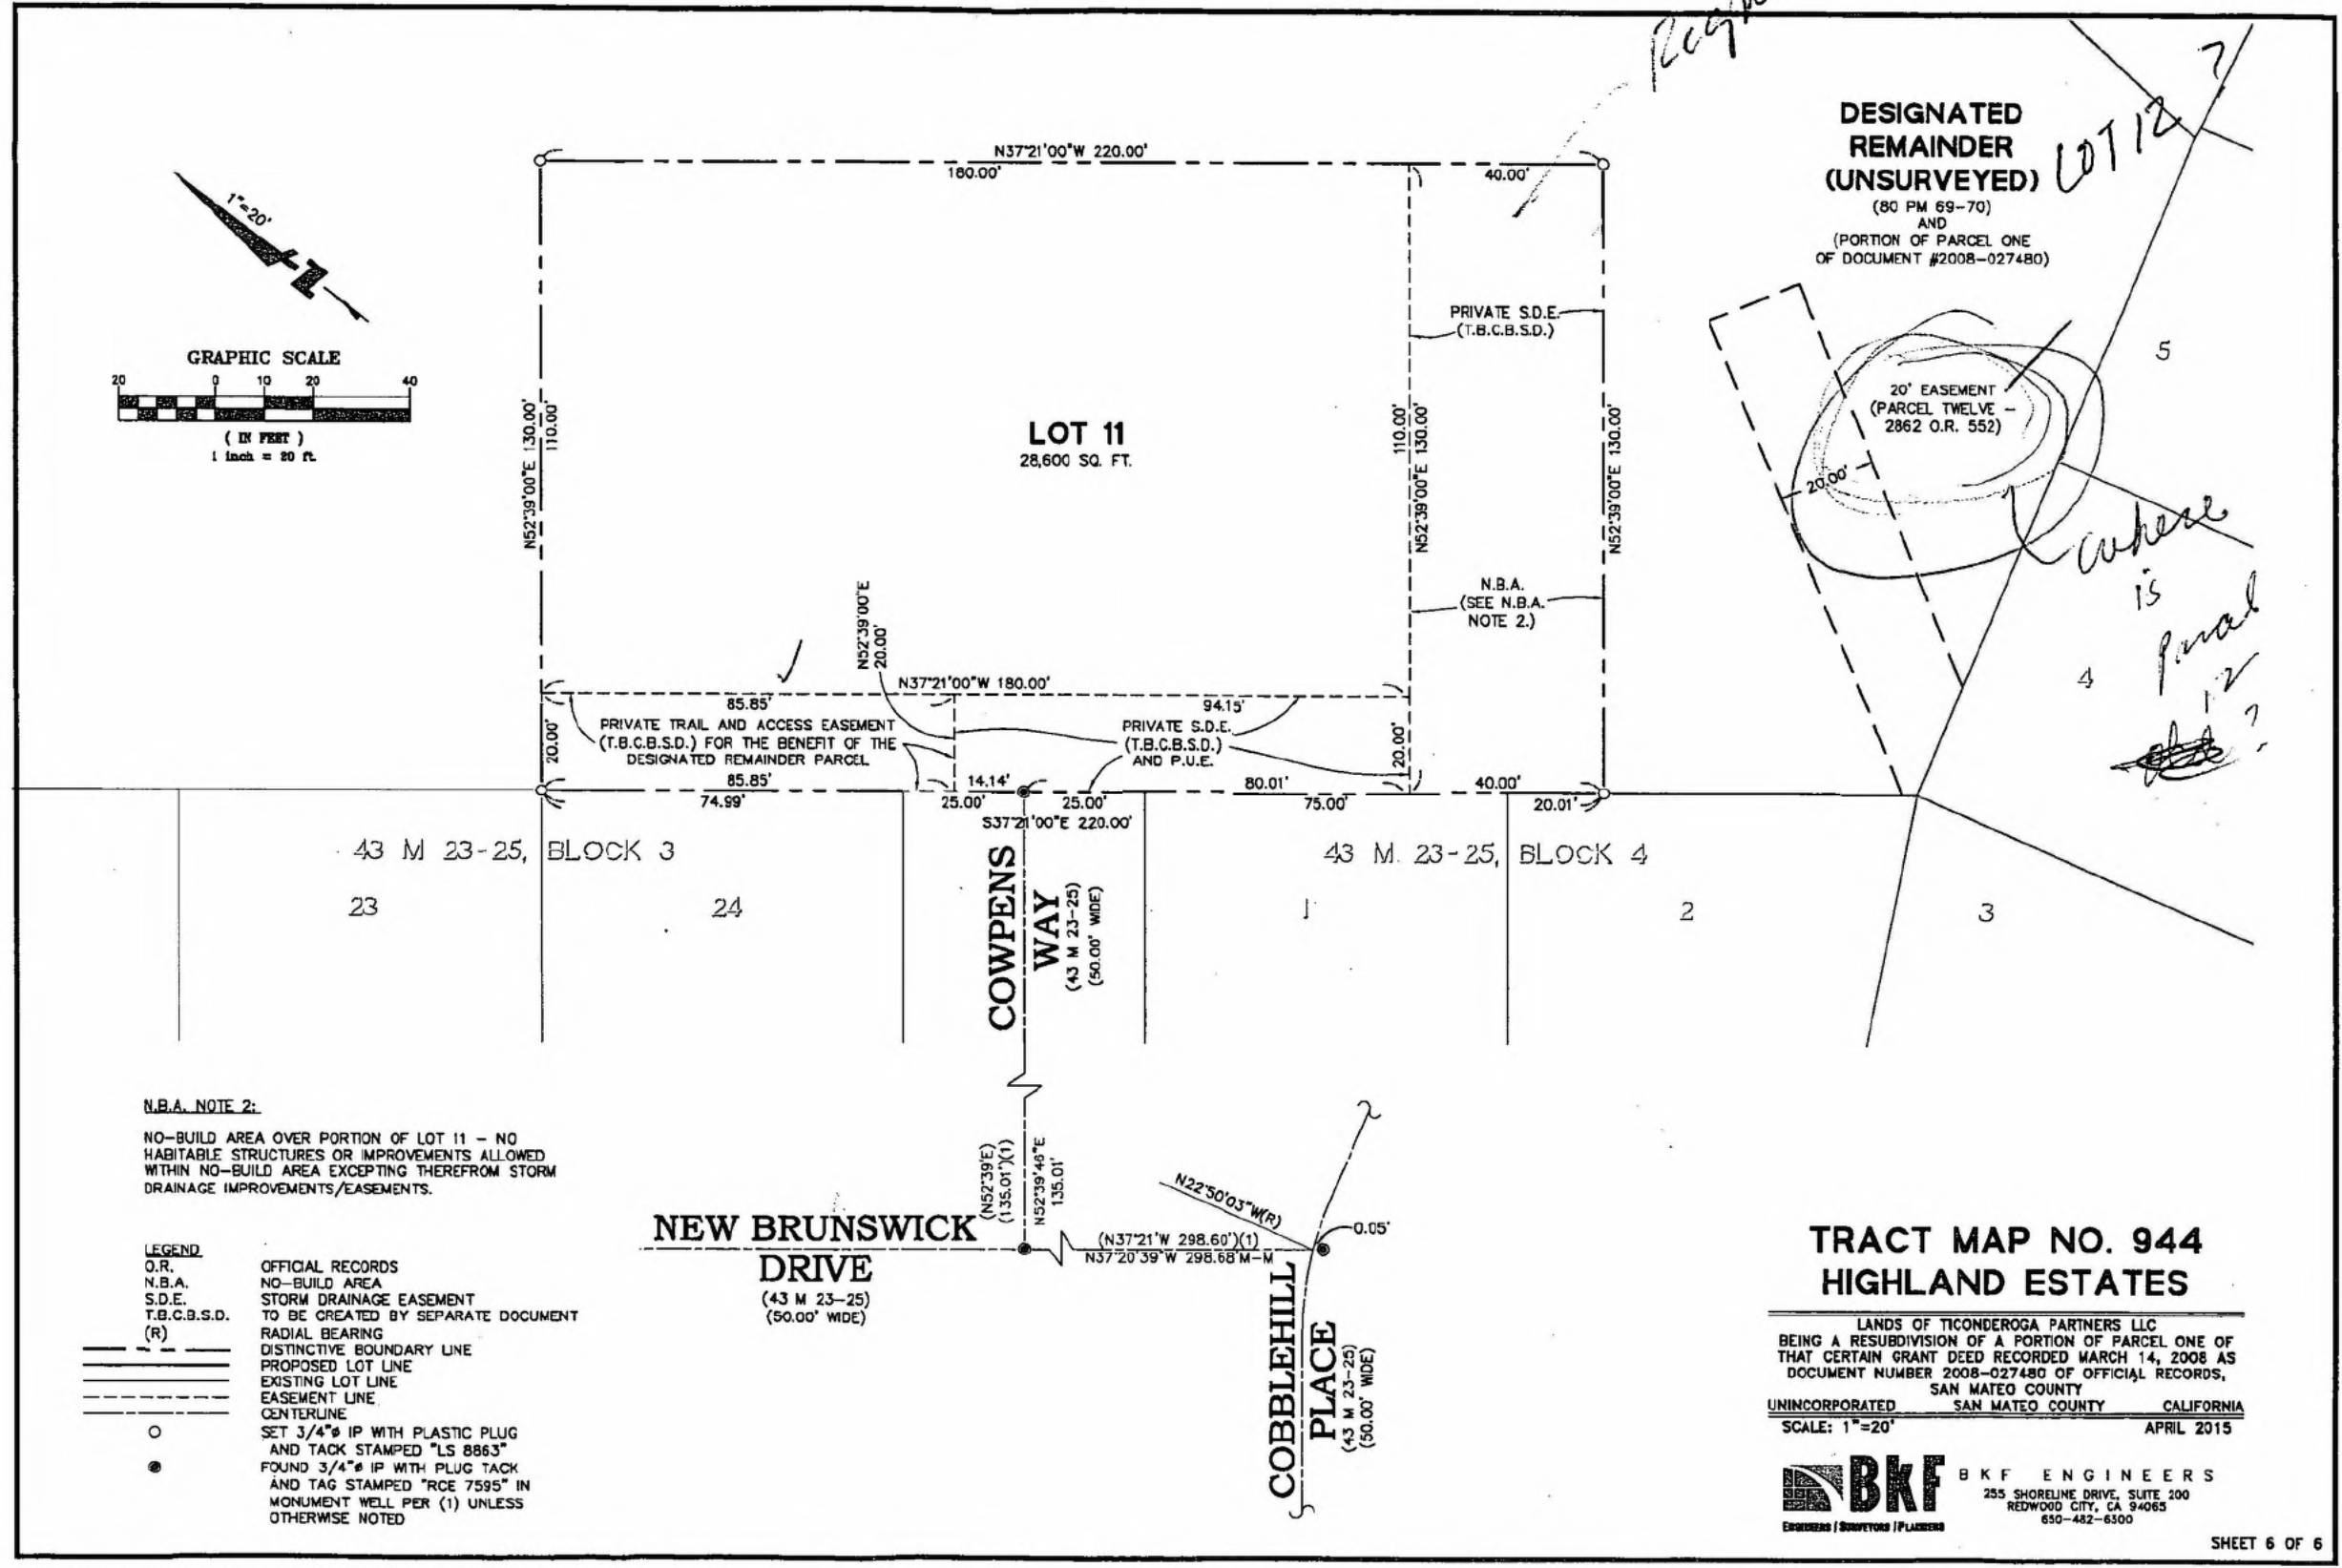 DESIGNATED
REMAINDER
(UNSURVEYED)
(80 PM 69-70)
AND
(PORTION OF PARCEL ONE
OF DOCUMENT #2008-027480)
LOT 12 ?
N37°21'00"W 220.00'
180.00'
40.00'
1"=20'
N
GRAPHIC SCALE
20 0 10 20 40
( IN FEET )
1 inch = 20 ft.
N52°39'00"E 130.00'
110.00'
LOT 11
28,600 SQ. FT.
PRIVATE S.D.E.
(T.B.C.B.S.D.)
110.00'
N52°39'00"E 130.00'
N52°39'00"E 130.00'
N.B.A.
(SEE N.B.A.
NOTE 2.)
20' EASEMENT
(PARCEL TWELVE -
2862 O.R. 552)
20.00'
5
where
is
parcel
12
?
4
N52°39'00"E
20.00'
N37°21'00"W 180.00'
85.85'
94.15'
PRIVATE TRAIL AND ACCESS EASEMENT
(T.B.C.B.S.D.) FOR THE BENEFIT OF THE
DESIGNATED REMAINDER PARCEL
20.00'
PRIVATE S.D.E.
(T.B.C.B.S.D.)
AND P.U.E.
20.00'
85.85'
14.14'
80.01'
40.00'
74.99'
25.00'
25.00'
75.00'
20.01'
S37°21'00"E 220.00'
43 M 23-25, BLOCK 3
43 M 23-25, BLOCK 4
23
24
1
2
3
COWPENS
WAY
(43 M 23-25)
(50.00' WIDE)
(N52°39'E)
(135.01')(1)
N52°39'46"E
135.01'
N.B.A. NOTE 2:
NO-BUILD AREA OVER PORTION OF LOT 11 - NO
HABITABLE STRUCTURES OR IMPROVEMENTS ALLOWED
WITHIN NO-BUILD AREA EXCEPTING THEREFROM STORM
DRAINAGE IMPROVEMENTS/EASEMENTS.
NEW BRUNSWICK
DRIVE
(43 M 23-25)
(50.00' WIDE)
N22°50'03"W(R)
0.05'
(N37°21'W 298.60')(1)
N37°20'39"W 298.68'M-M
COBBLEHILL
PLACE
(43 M 23-25)
(50.00' WIDE)
LEGEND
O.R. OFFICIAL RECORDS
N.B.A. NO-BUILD AREA
S.D.E. STORM DRAINAGE EASEMENT
T.B.C.B.S.D. TO BE CREATED BY SEPARATE DOCUMENT
(R) RADIAL BEARING
DISTINCTIVE BOUNDARY LINE
PROPOSED LOT LINE
EXISTING LOT LINE
EASEMENT LINE
CENTERLINE
SET 3/4"ø IP WITH PLASTIC PLUG
AND TACK STAMPED "LS 8863"
FOUND 3/4"ø IP WITH PLUG TACK
AND TAG STAMPED "RCE 7595" IN
MONUMENT WELL PER (1) UNLESS
OTHERWISE NOTED
TRACT MAP NO. 944
HIGHLAND ESTATES
LANDS OF TICONDEROGA PARTNERS LLC
BEING A RESUBDIVISION OF A PORTION OF PARCEL ONE OF
THAT CERTAIN GRANT DEED RECORDED MARCH 14, 2008 AS
DOCUMENT NUMBER 2008-027480 OF OFFICIAL RECORDS,
SAN MATEO COUNTY
UNINCORPORATED SAN MATEO COUNTY CALIFORNIA
SCALE: 1"=20' APRIL 2015
BKF
ENGINEERS / SURVEYORS / PLANNERS
BKF ENGINEERS
255 SHORELINE DRIVE, SUITE 200
REDWOOD CITY, CA 94065
650-482-6300
SHEET 6 OF 6